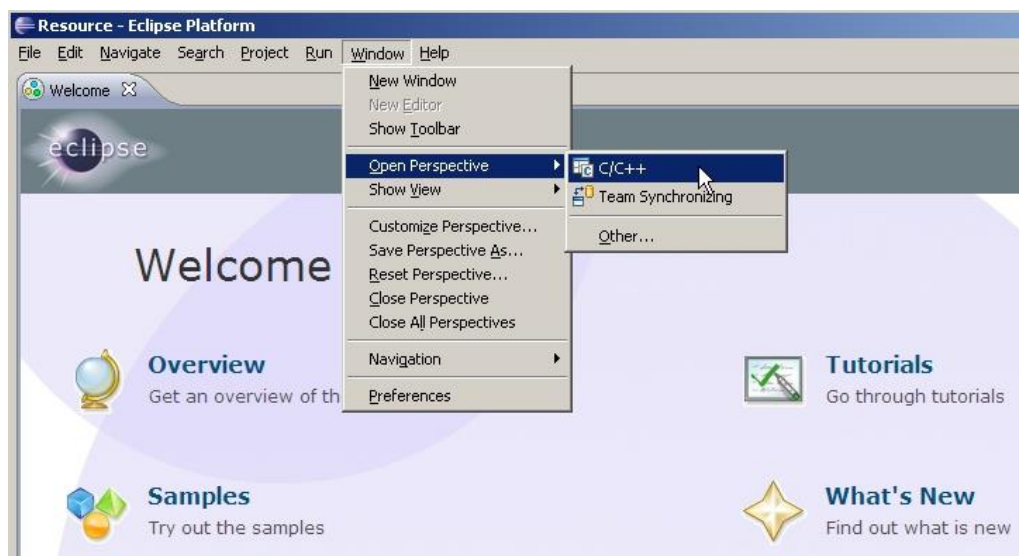 Resource - Eclipse Platform
File Edit Navigate Search Project Run Window Help
Welcome
eclipse
New Window
New Editor
Show Toolbar
Open Perspective
Show View
Customize Perspective...
Save Perspective As...
Reset Perspective...
Close Perspective
Close All Perspectives
Navigation
Preferences
C/C++
Team Synchronizing
Other...
Welcome
Overview
Get an overview of th
Tutorials
Go through tutorials
Samples
Try out the samples
What's New
Find out what is new